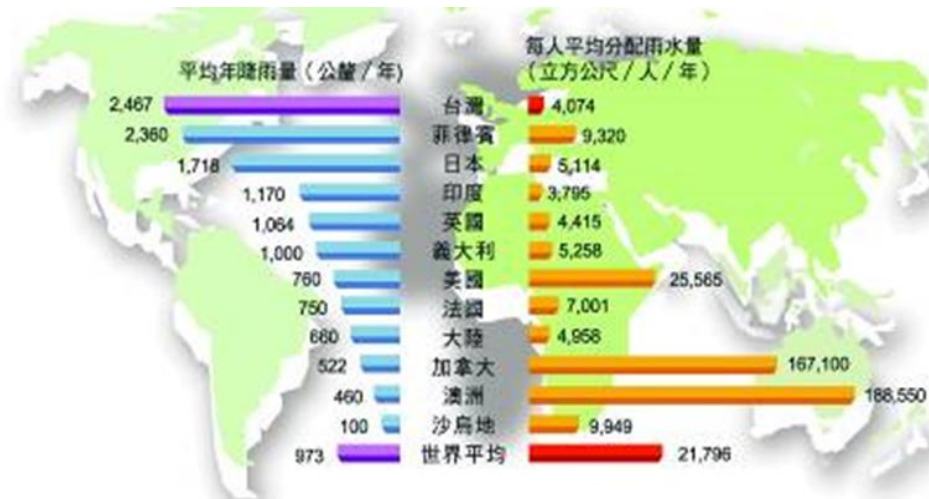 平均年降雨量（公釐／年）
每人平均分配雨水量
（立方公尺／人／年）
2,467 台灣 4,074
2,360 菲律賓 9,320
1,718 日本 5,114
1,170 印度 3,795
1,064 英國 4,415
1,000 義大利 5,258
760 美國 25,565
750 法國 7,001
660 大陸 4,958
522 加拿大 167,100
460 澳洲 188,550
100 沙烏地 9,949
973 世界平均 21,796